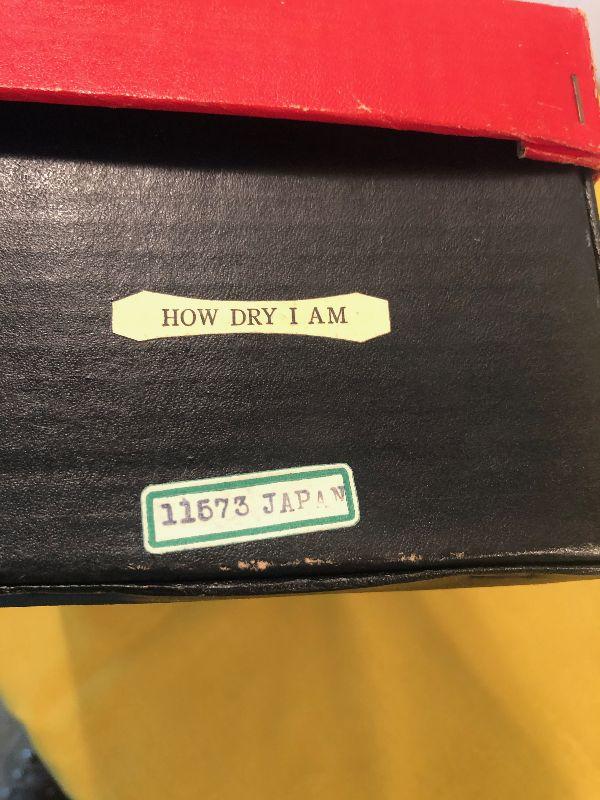 HOW DRY I AM
11573 JAPAN